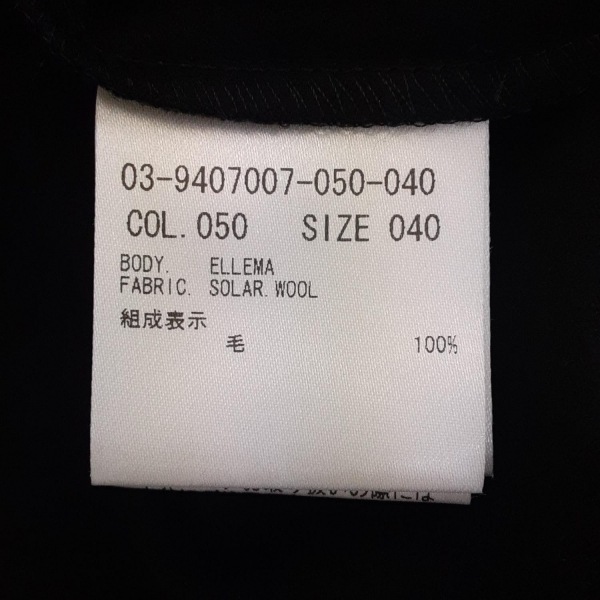 03-9407007-050-040
COL. 050 SIZE 040
BODY. ELLEMA
FABRIC. SOLAR. WOOL
組成表示
毛 100%